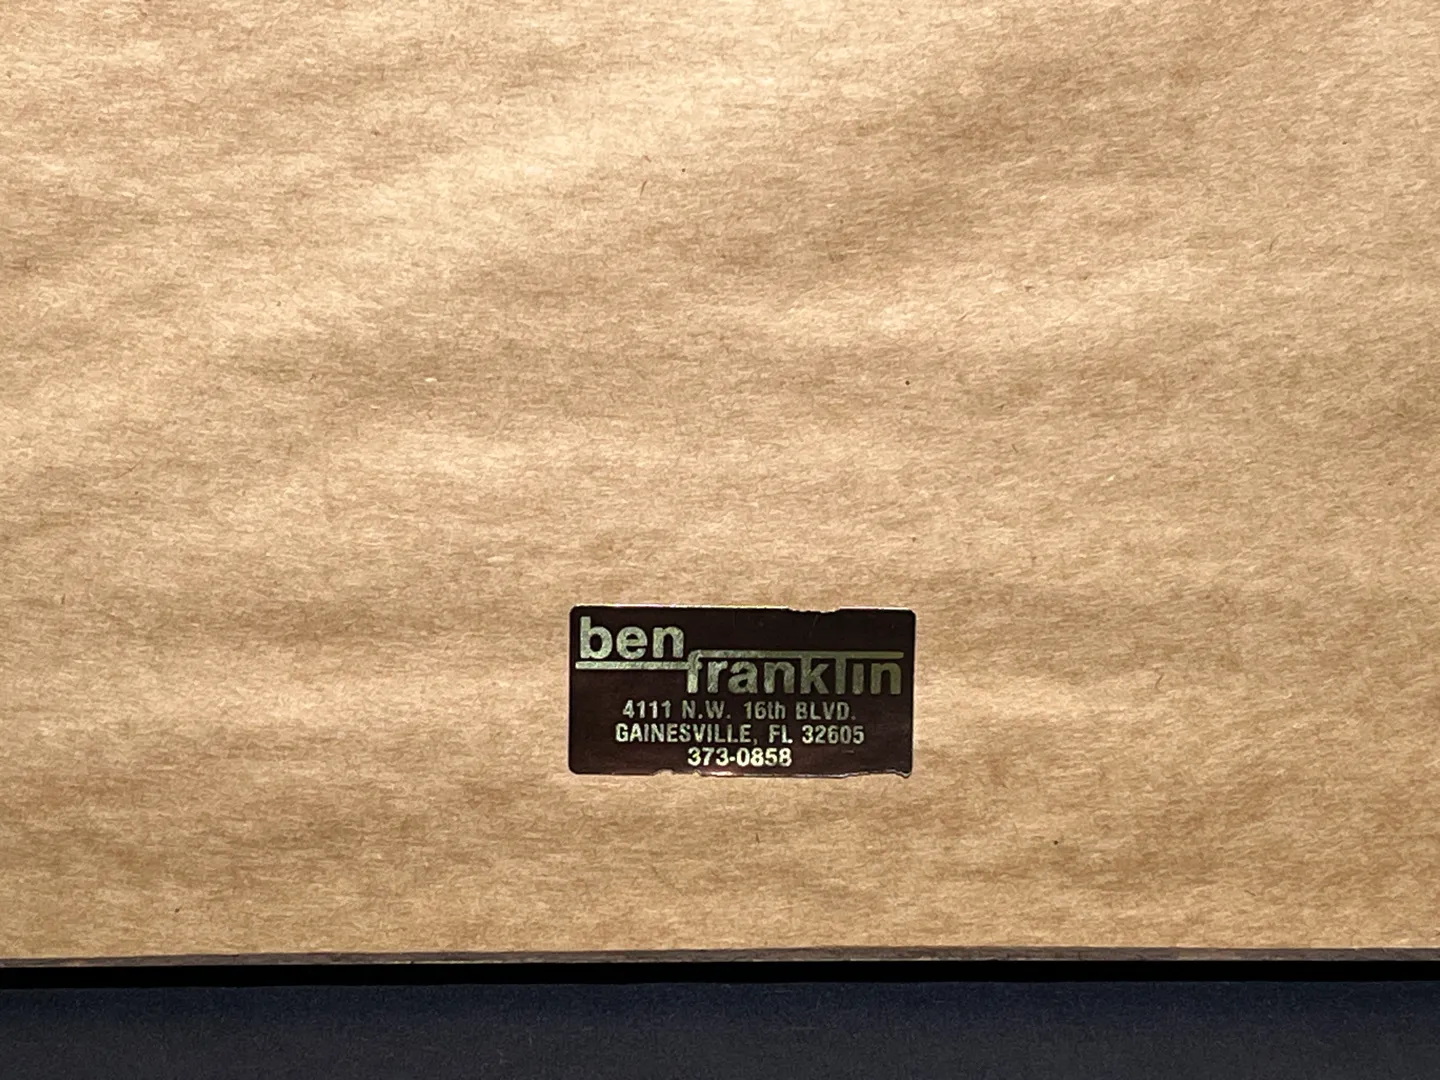 ben
franklin
4111 N.W. 16th BLVD.
GAINESVILLE, FL 32605
373-0858